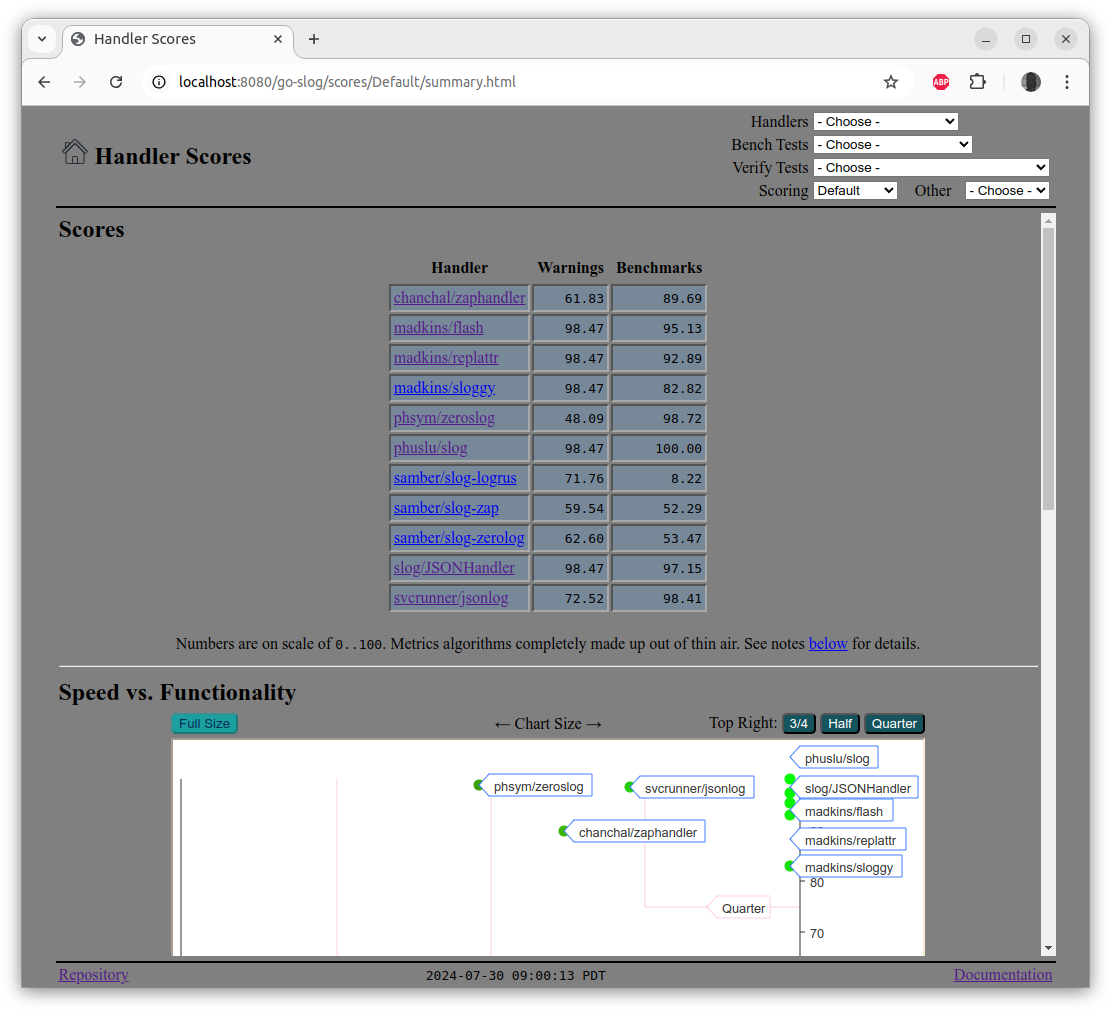 Handler Scores
localhost:8080/go-slog/scores/Default/summary.html
ABP
Handlers - Choose -
Bench Tests - Choose -
Handler Scores
Verify Tests - Choose -
Scoring Default Other - Choose -
Scores
Handler Warnings Benchmarks
chanchal/zaphandler 61.83 89.69
madkins/flash 98.47 95.13
madkins/replattr 98.47 92.89
madkins/sloggy 98.47 82.82
phsym/zeroslog 48.09 98.72
phuslu/slog 98.47 100.00
samber/slog-logrus 71.76 8.22
samber/slog-zap 59.54 52.29
samber/slog-zerolog 62.60 53.47
slog/JSONHandler 98.47 97.15
svcrunner/jsonlog 72.52 98.41
Numbers are on scale of 0..100. Metrics algorithms completely made up out of thin air. See notes below for details.
Speed vs. Functionality
Full Size ← Chart Size → Top Right: 3/4 Half Quarter
phuslu/slog
phsym/zeroslog svcrunner/jsonlog slog/JSONHandler
madkins/flash
chanchal/zaphandler
madkins/replattr
madkins/sloggy
80
Quarter
70
Repository 2024-07-30 09:00:13 PDT Documentation